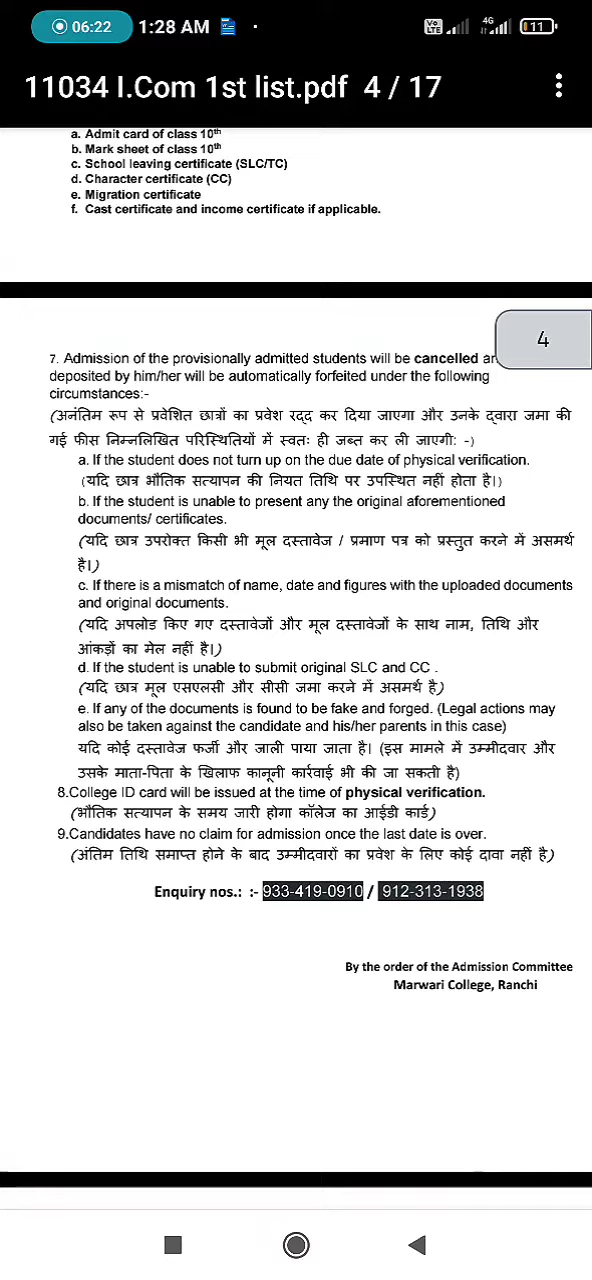 06:22 1:28 AM Vo LTE 4G 11
11034 I.Com 1st list.pdf 4 / 17
a. Admit card of class 10th
b. Mark sheet of class 10th
c. School leaving certificate (SLC/TC)
d. Character certificate (CC)
e. Migration certificate
f. Cast certificate and income certificate if applicable.
4
7. Admission of the provisionally admitted students will be cancelled
deposited by him/her will be automatically forfeited under the following
circumstances:-
(अनंतिम रूप से प्रवेशित छात्रों का प्रवेश रद्द कर दिया जाएगा और उनके द्वारा जमा की
गई फीस निम्नलिखित परिस्थितियों में स्वतः ही जब्त कर ली जाएगी: -)
a. If the student does not turn up on the due date of physical verification.
(यदि छात्र भौतिक सत्यापन की नियत तिथि पर उपस्थित नहीं होता है।)
b. If the student is unable to present any the original aforementioned
documents/ certificates.
(यदि छात्र उपरोक्त किसी भी मूल दस्तावेज / प्रमाण पत्र को प्रस्तुत करने में असमर्थ
है।)
c. If there is a mismatch of name, date and figures with the uploaded documents
and original documents.
(यदि अपलोड किए गए दस्तावेजों और मूल दस्तावेजों के साथ नाम, तिथि और
आंकड़ों का मेल नहीं है।)
d. If the student is unable to submit original SLC and CC .
(यदि छात्र मूल एसएलसी और सीसी जमा करने में असमर्थ है)
e. If any of the documents is found to be fake and forged. (Legal actions may
also be taken against the candidate and his/her parents in this case)
यदि कोई दस्तावेज फर्जी और जाली पाया जाता है। (इस मामले में उम्मीदवार और
उसके माता-पिता के खिलाफ कानूनी कार्रवाई भी की जा सकती है)
8.College ID card will be issued at the time of physical verification.
(भौतिक सत्यापन के समय जारी होगा कॉलेज का आईडी कार्ड)
9.Candidates have no claim for admission once the last date is over.
(अंतिम तिथि समाप्त होने के बाद उम्मीदवारों का प्रवेश के लिए कोई दावा नहीं है)
Enquiry nos.: :- 933-419-0910 / 912-313-1938
By the order of the Admission Committee
Marwari College, Ranchi